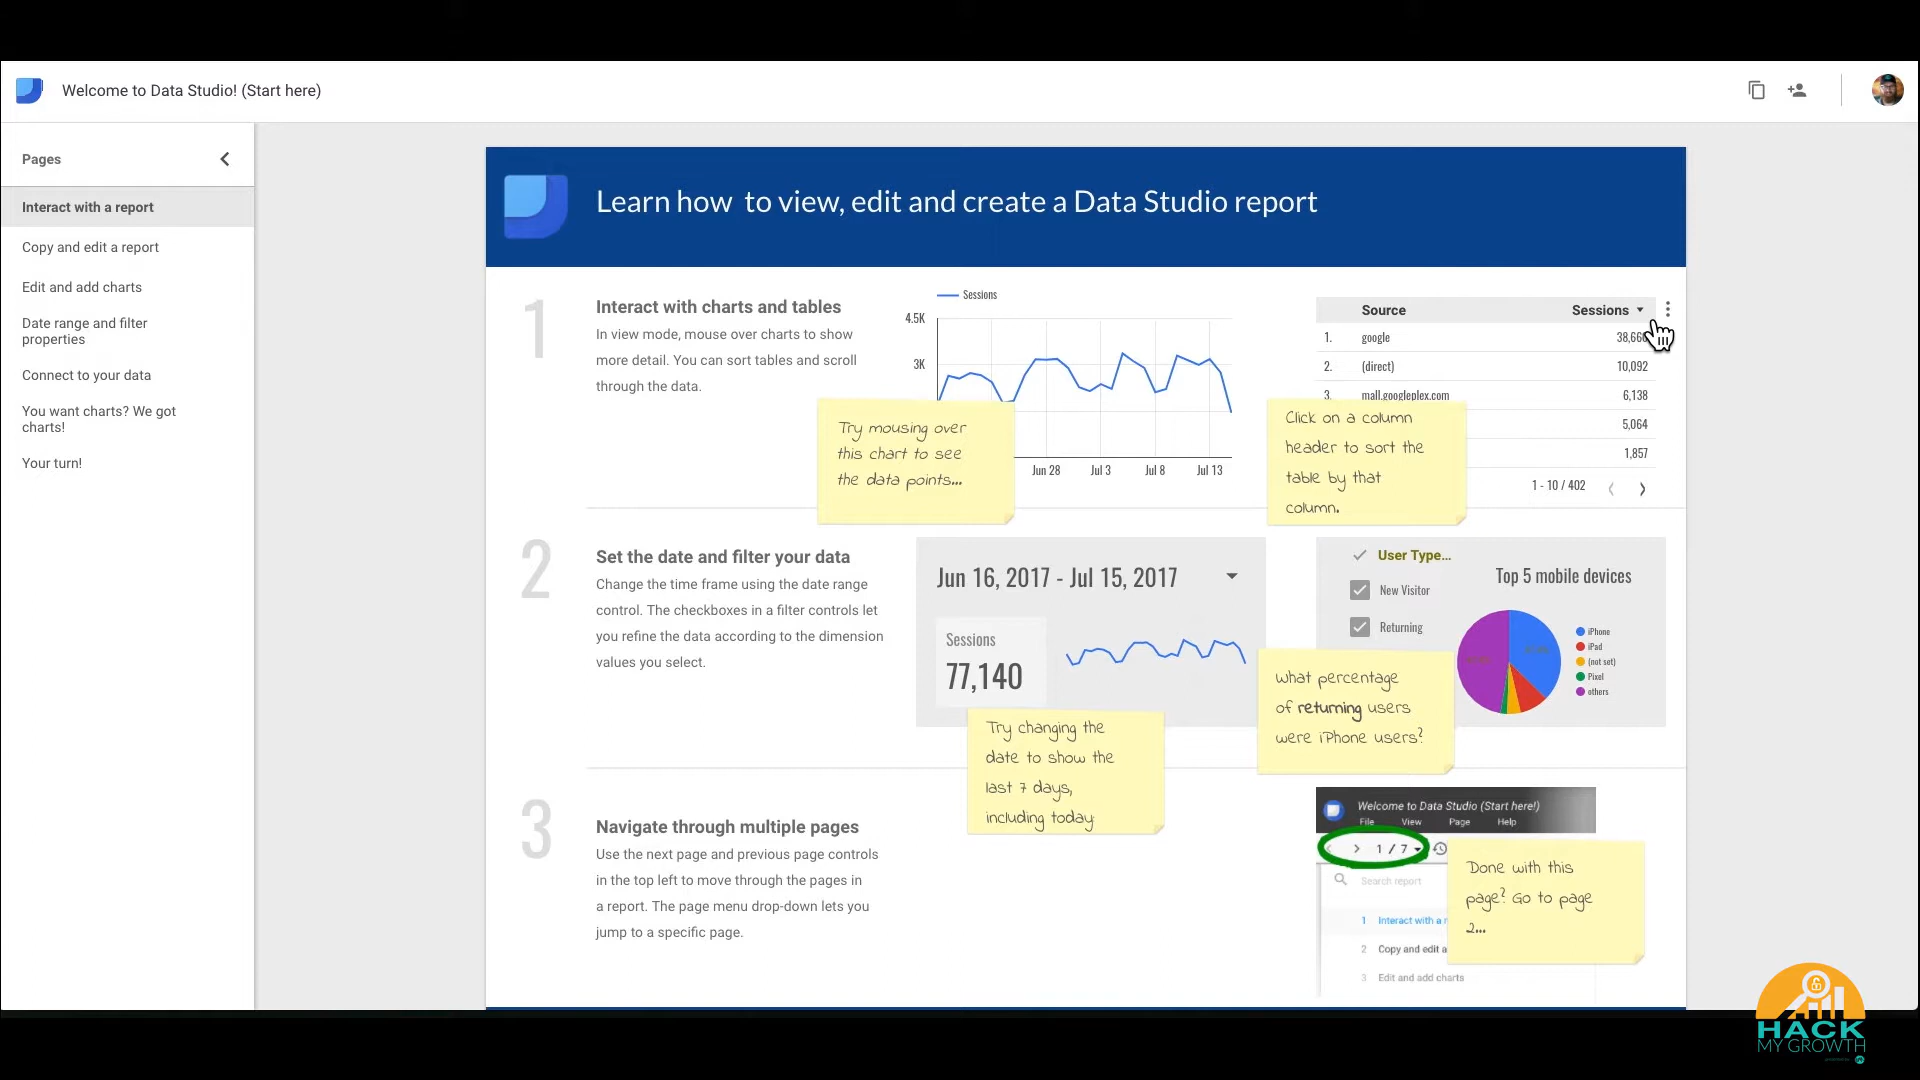 Welcome to Data Studio! (Start here)
Pages
Interact with a report
Copy and edit a report
Edit and add charts
Date range and filter
properties
Connect to your data
You want charts? We got
charts!
Your turn!
Learn how to view, edit and create a Data Studio report
1
Interact with charts and tables
In view mode, mouse over charts to show
more detail. You can sort tables and scroll
through the data.
Sessions
4.5K
3K
Jun 28 Jul 3 Jul 8 Jul 13
Try mousing over
this chart to see
the data points...
Source Sessions
1. google
2. (direct) 10,092
3. mall.googleplex.com 6,138
5,064
1,857
1 - 10 / 402
Click on a column
header to sort the
table by that
column.
2
Set the date and filter your data
Change the time frame using the date range
control. The checkboxes in a filter controls let
you refine the data according to the dimension
values you select.
Jun 16, 2017 - Jul 15, 2017
Sessions
77,140
Try changing the
date to show the
last 7 days,
including today.
User Type...
New Visitor
Returning
Top 5 mobile devices
iPhone
iPad
(not set)
Pixel
others
What percentage
of returning users
were iPhone users?
3
Navigate through multiple pages
Use the next page and previous page controls
in the top left to move through the pages in
a report. The page menu drop-down lets you
jump to a specific page.
Welcome to Data Studio (Start here!)
File View Page Help
1 / 7
Search report
1 Interact with a r
2 Copy and edit a
3 Edit and add charts
Done with this
page? Go to page
2...
HACK
MY GROWTH